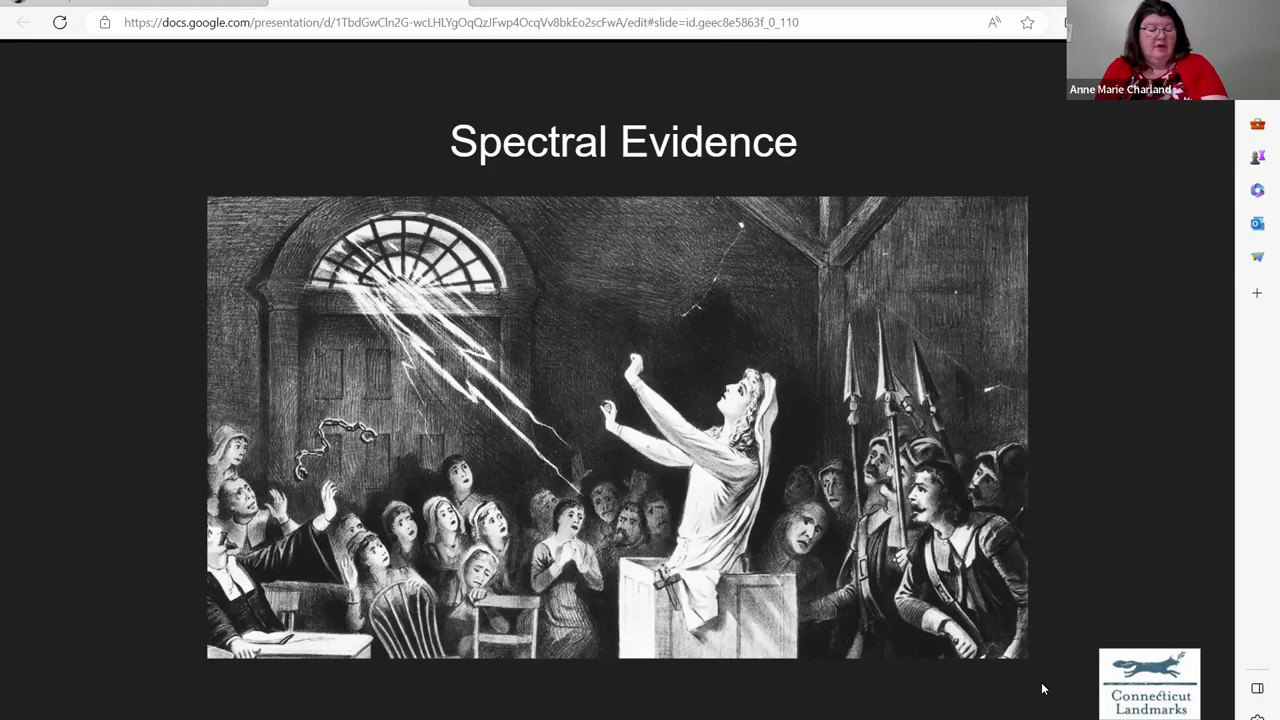 https://docs.google.com/presentation/d/1TbdGwCln2G-wcLHLYgOqQzJFwp4OcqVv8bkEo2scFwA/edit#slide=id.geec8e5863f_0_110
Anne Marie Charland
Spectral Evidence
Connecticut
Landmarks